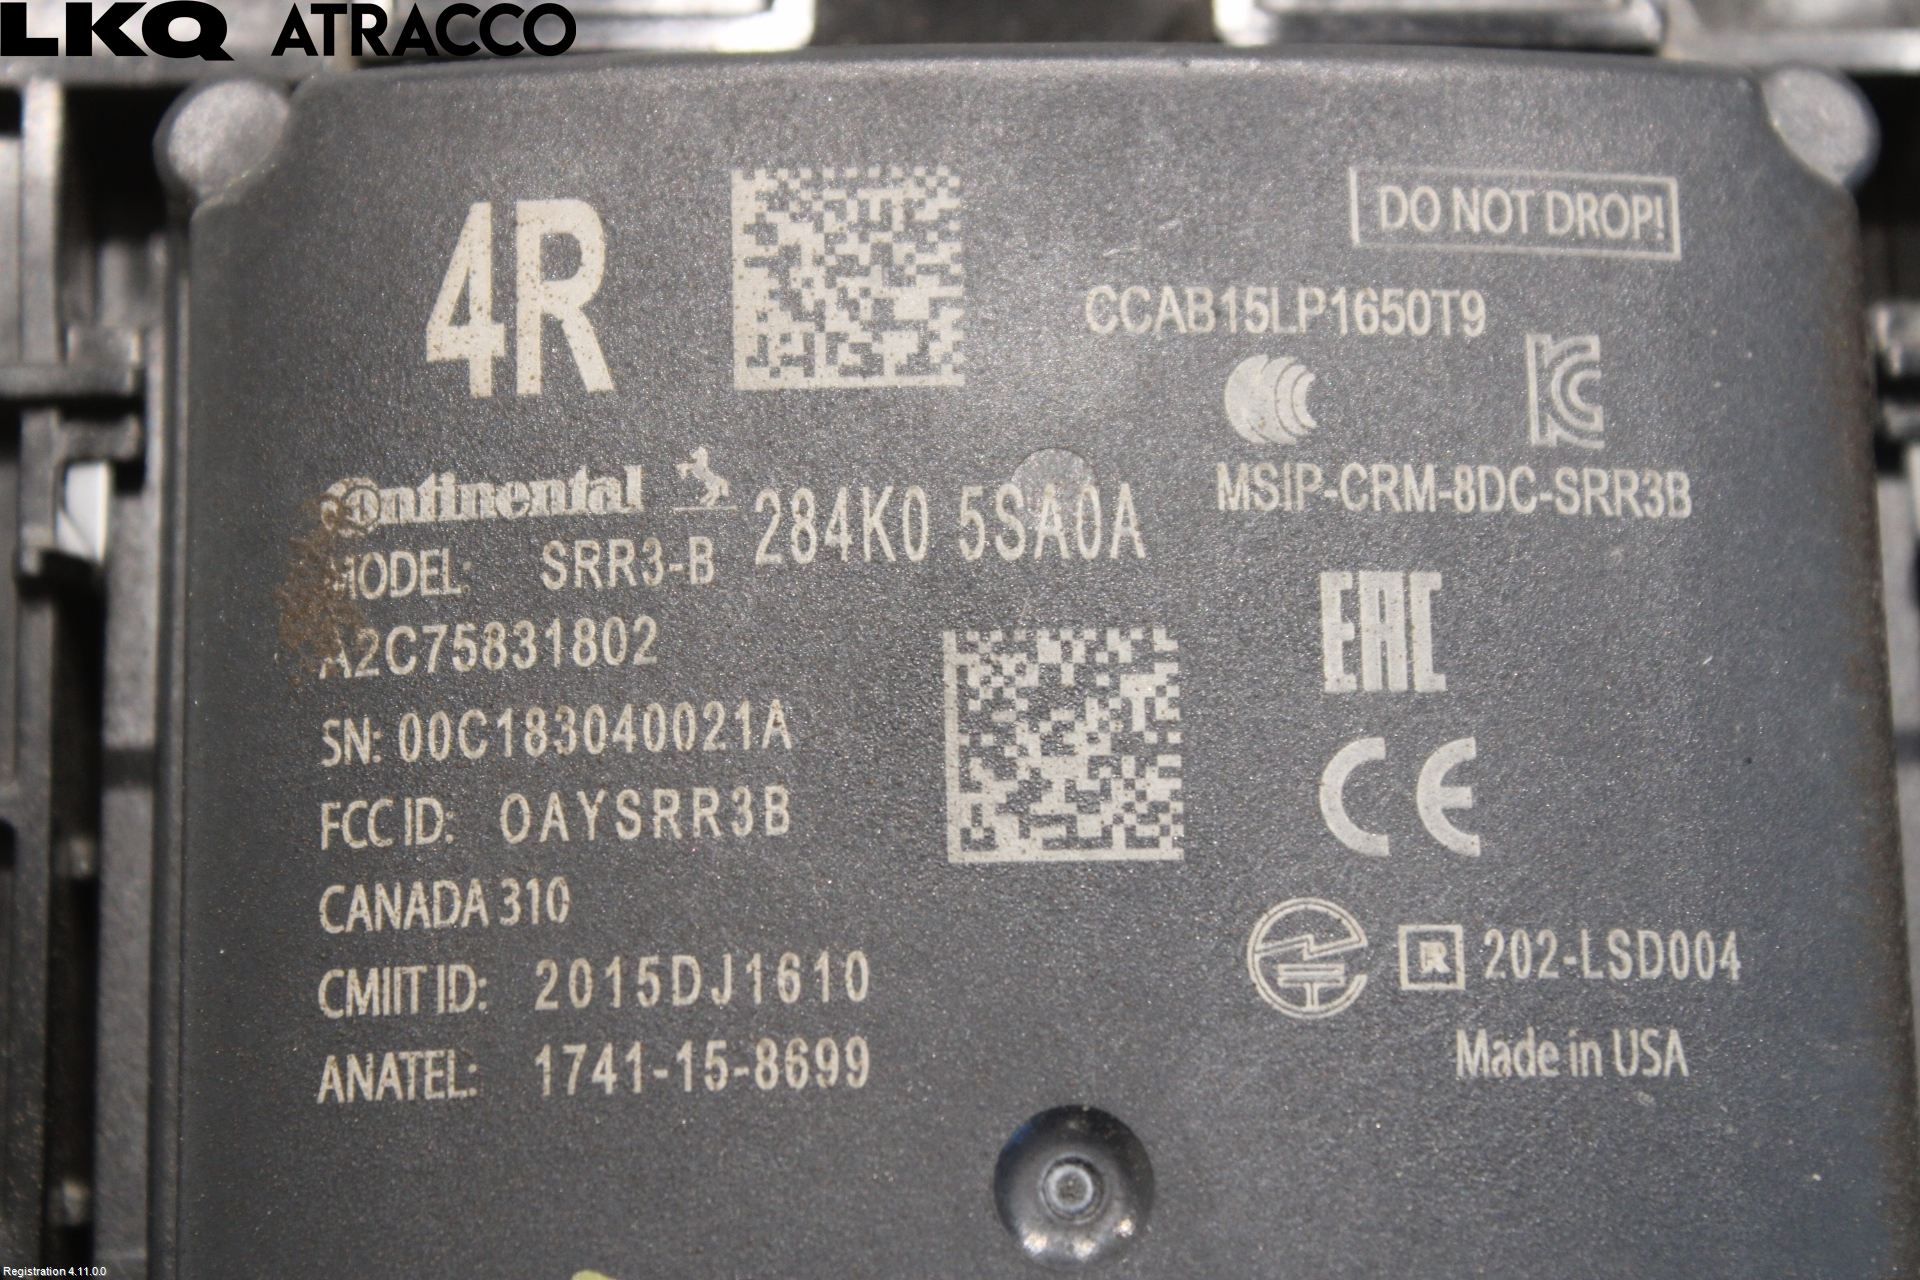 LKQ ATRACCO
4R
DO NOT DROP!
CCAB15LP1650T9
KC
Continental
284K0 5SA0A
MSIP-CRM-8DC-SRR3B
MODEL: SRR3-B
A2C75831802
EAC
SN: 00C183040021A
CE
FCC ID: OAYSRR3B
CANADA 310
R 202-LSD004
CMIIT ID: 2015DJ1610
Made in USA
ANATEL: 1741-15-8699
Registration 4.11.0.0